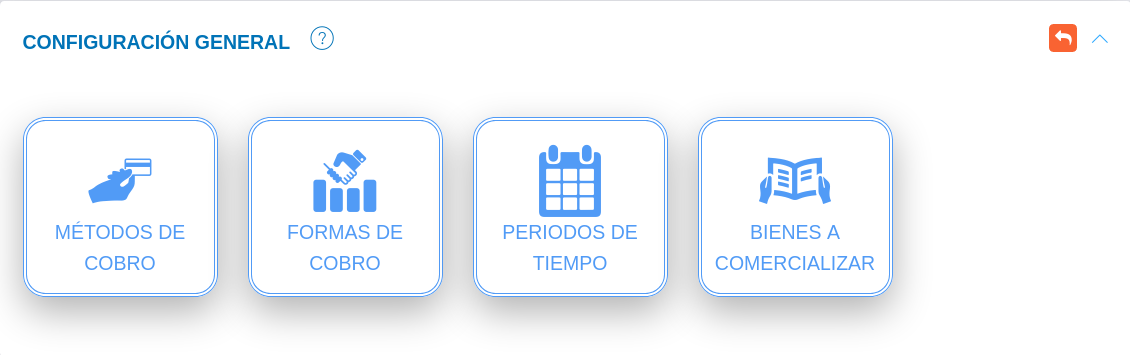 CONFIGURACIÓN GENERAL ?
MÉTODOS DE
COBRO
FORMAS DE
COBRO
PERIODOS DE
TIEMPO
BIENES A
COMERCIALIZAR